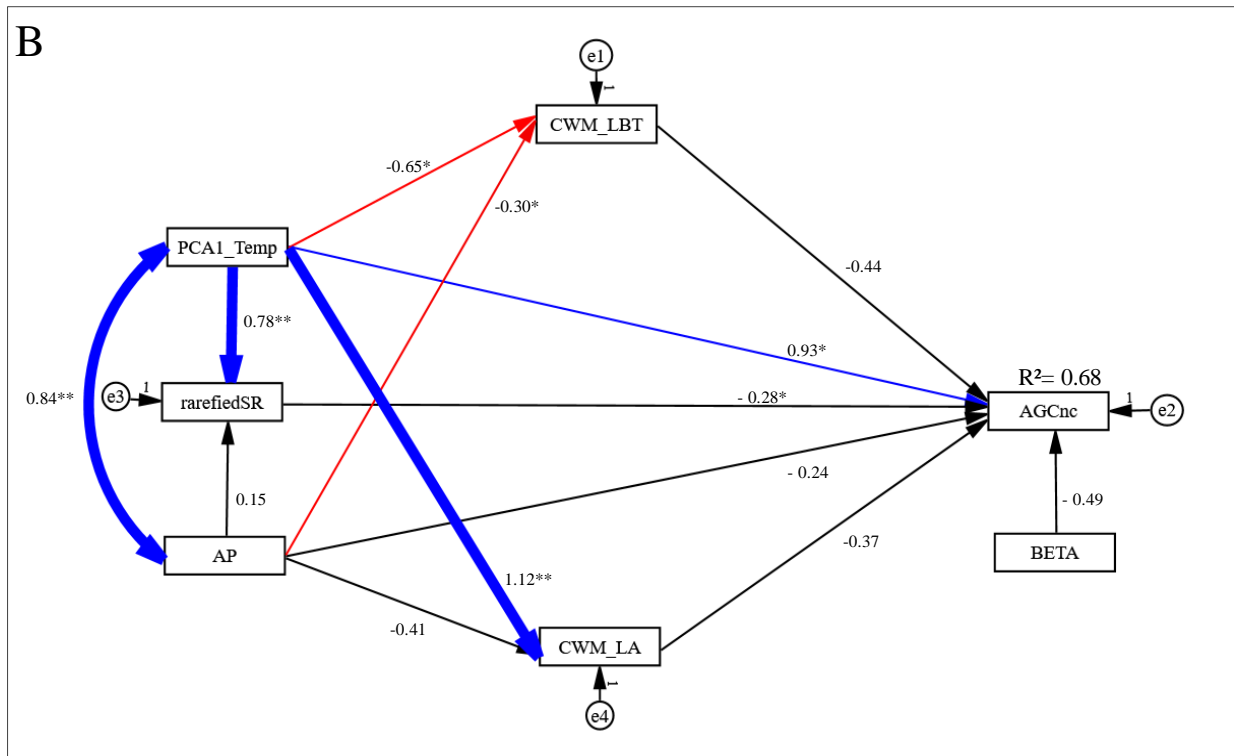 B
e1
1
CWM_LBT
-0.65*
-0.30*
PCA1_Temp
-0.44
0.78**
0.93*
0.84**
e3
1
rarefiedSR
- 0.28*
R²= 0.68
AGCnc
1
e2
0.15
- 0.24
- 0.49
AP
BETA
-0.37
1.12**
-0.41
CWM_LA
1
e4